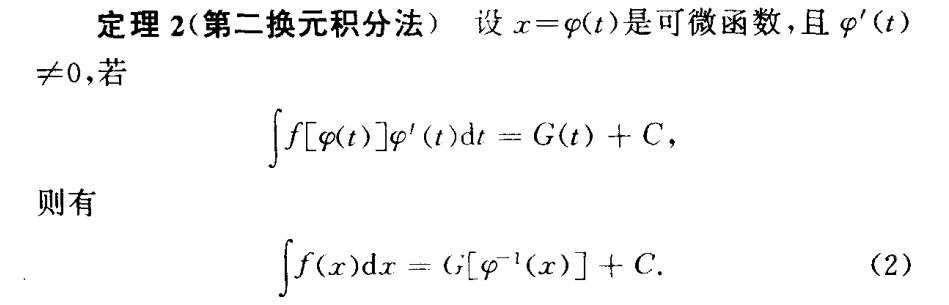 定理 2(第二换元积分法) 设 x=φ(t)是可微函数,且 φ′(t)
≠0,若
∫f[φ(t)]φ′(t)dt = G(t) + C,
则有
∫f(x)dx = G[φ⁻¹(x)] + C. (2)